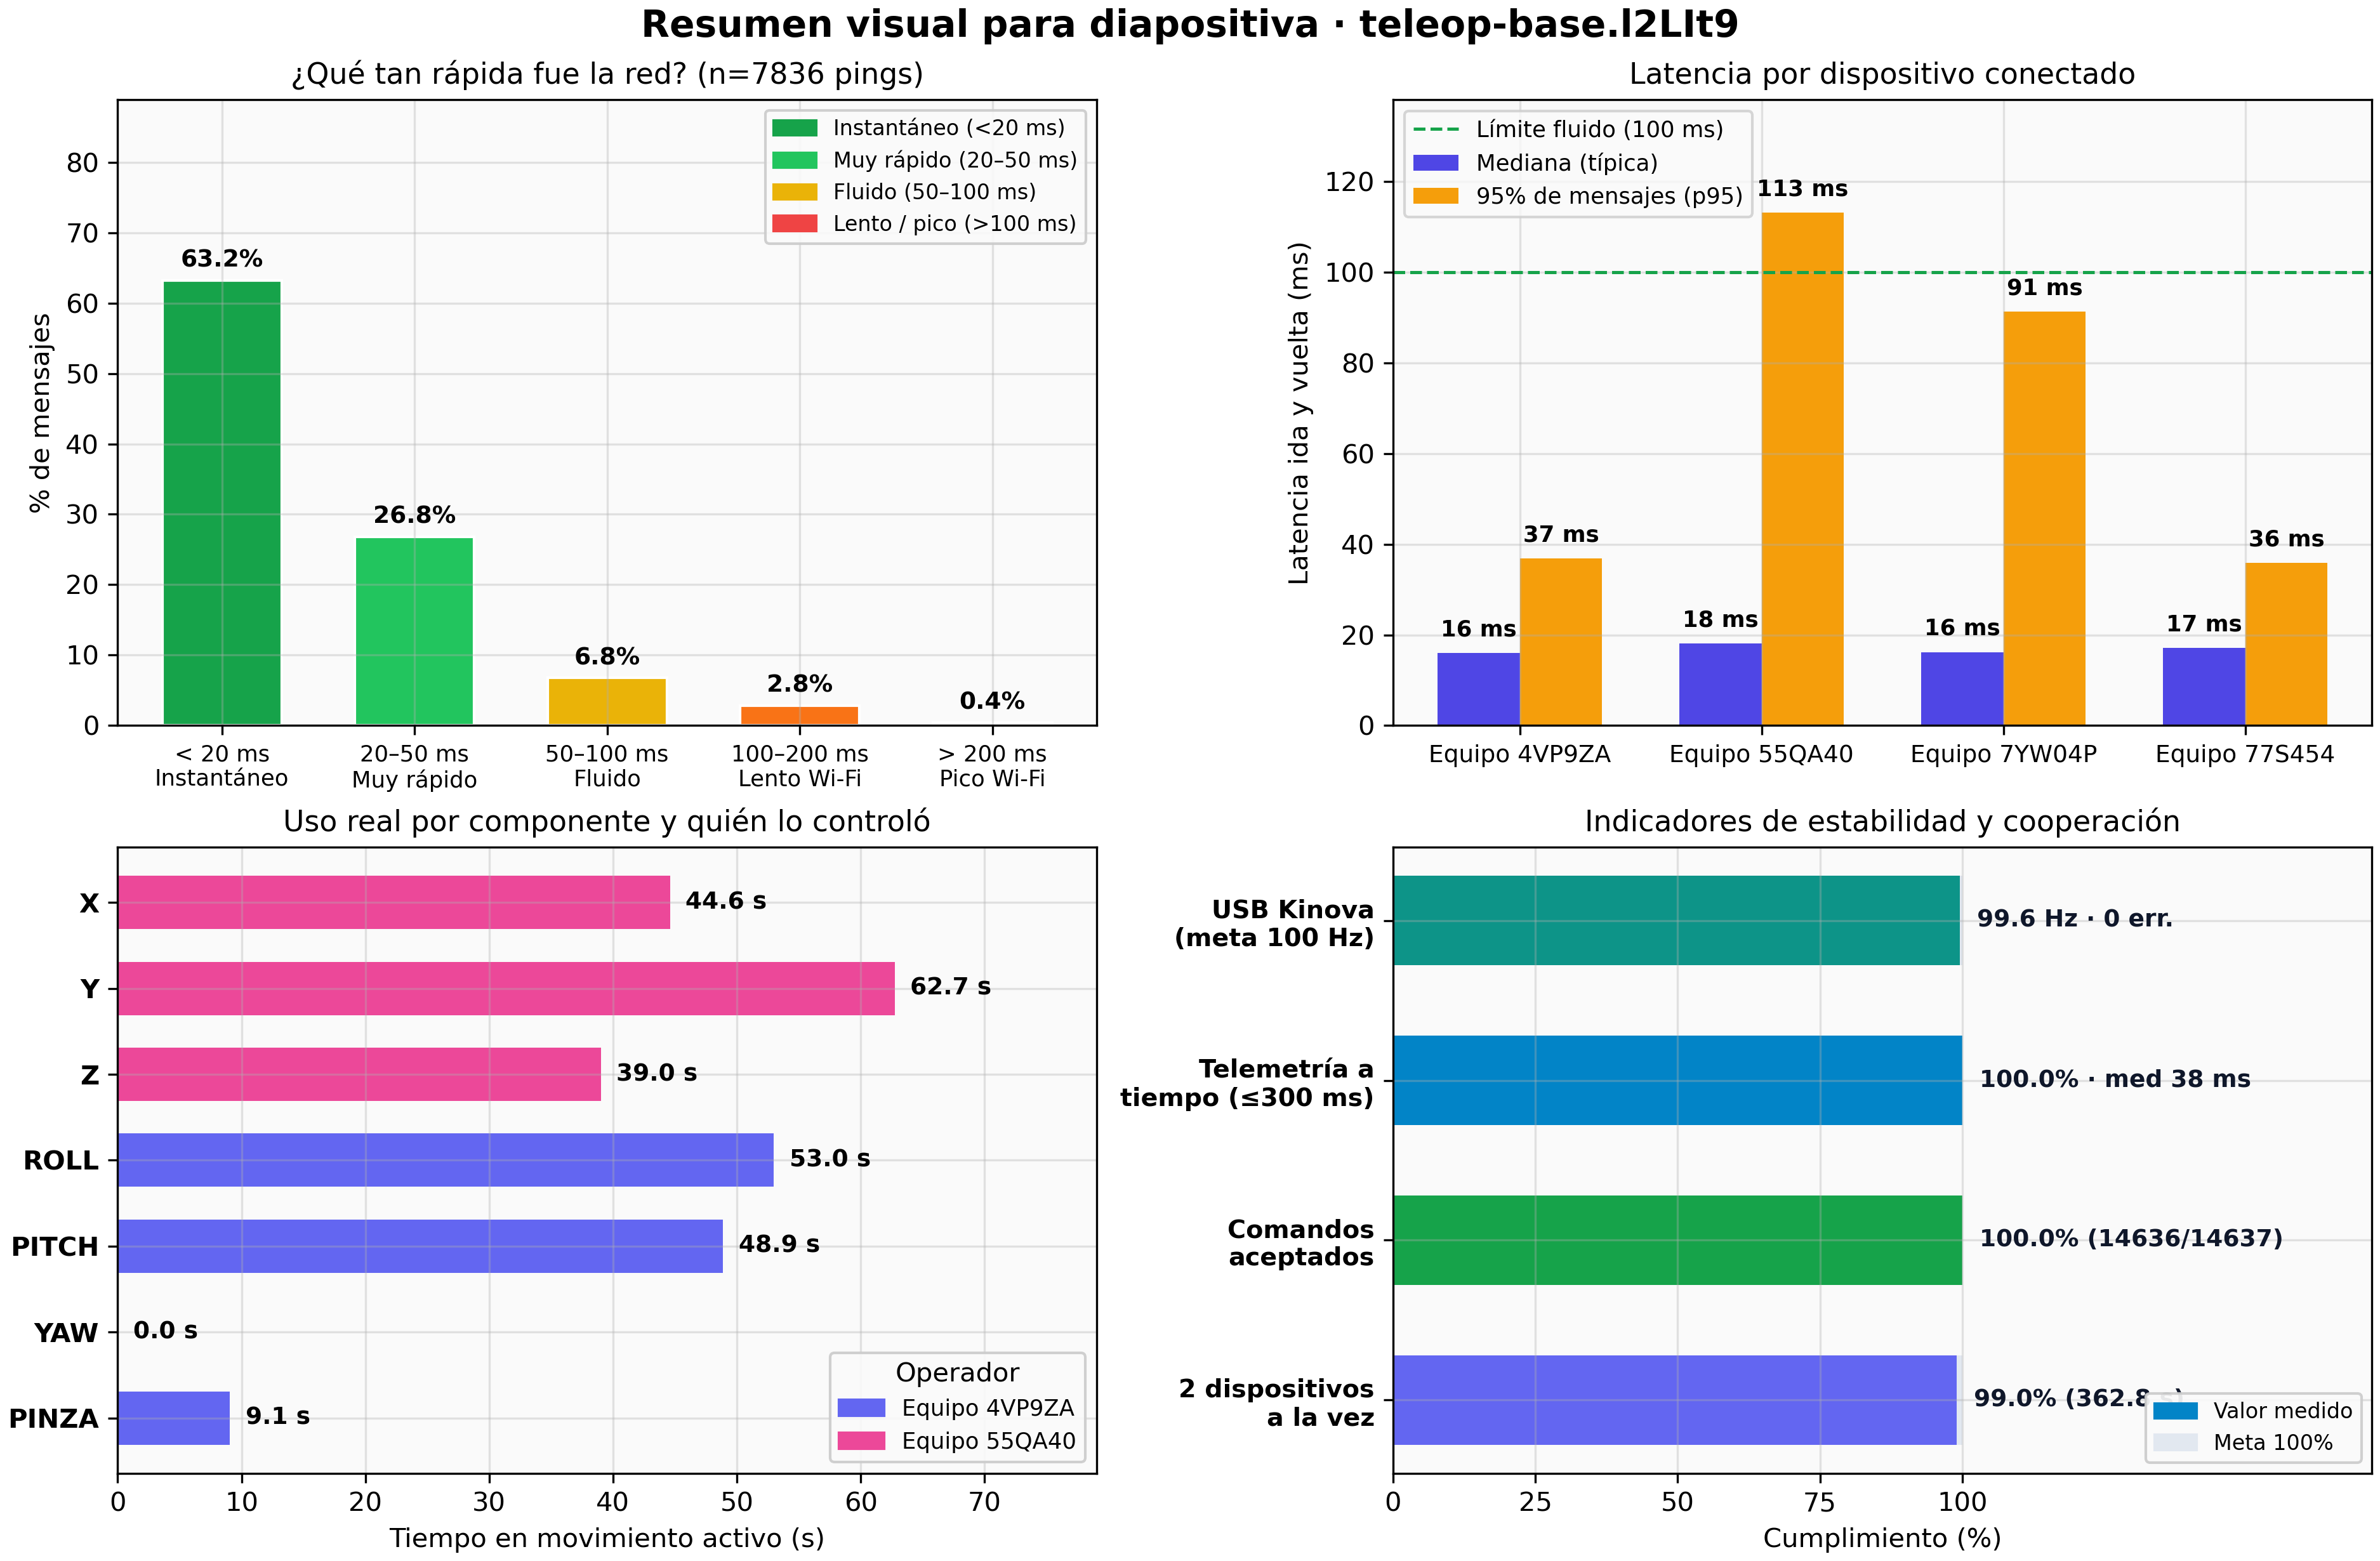 Resumen visual para diapositiva · teleop-base.l2LIt9
¿Qué tan rápida fue la red? (n=7836 pings)
% de mensajes
80
70
60
50
40
30
20
10
0
Instantáneo (<20 ms)
Muy rápido (20–50 ms)
Fluido (50–100 ms)
Lento / pico (>100 ms)
63.2%
26.8%
6.8%
2.8%
0.4%
< 20 ms
Instantáneo
20–50 ms
Muy rápido
50–100 ms
Fluido
100–200 ms
Lento Wi-Fi
> 200 ms
Pico Wi-Fi
Latencia por dispositivo conectado
Latencia ida y vuelta (ms)
120
100
80
60
40
20
0
Límite fluido (100 ms)
Mediana (típica)
95% de mensajes (p95)
16 ms
37 ms
18 ms
113 ms
16 ms
91 ms
17 ms
36 ms
Equipo 4VP9ZA
Equipo 55QA40
Equipo 7YW04P
Equipo 77S454
Uso real por componente y quién lo controló
X
44.6 s
Y
62.7 s
Z
39.0 s
ROLL
53.0 s
PITCH
48.9 s
YAW
0.0 s
PINZA
9.1 s
Operador
Equipo 4VP9ZA
Equipo 55QA40
0
10
20
30
40
50
60
70
Tiempo en movimiento activo (s)
Indicadores de estabilidad y cooperación
USB Kinova
(meta 100 Hz)
99.6 Hz · 0 err.
Telemetría a
tiempo (≤300 ms)
100.0% · med 38 ms
Comandos
aceptados
100.0% (14636/14637)
2 dispositivos
a la vez
99.0% (362.8 s)
Valor medido
Meta 100%
0
25
50
75
100
Cumplimiento (%)